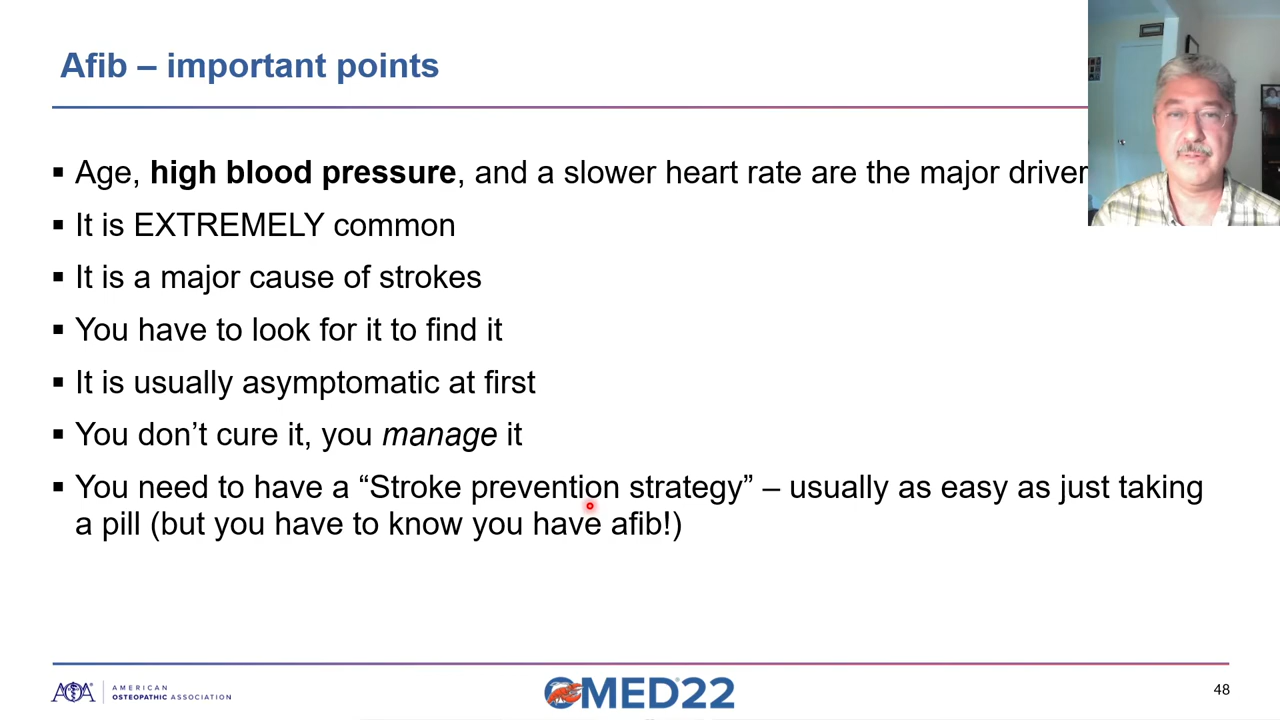 Afib – important points
▪ Age, high blood pressure, and a slower heart rate are the major driver
▪ It is EXTREMELY common
▪ It is a major cause of strokes
▪ You have to look for it to find it
▪ It is usually asymptomatic at first
▪ You don’t cure it, you manage it
▪ You need to have a “Stroke prevention strategy” – usually as easy as just taking
a pill (but you have to know you have afib!)
AOA AMERICAN
OSTEOPATHIC ASSOCIATION
OMED22
48